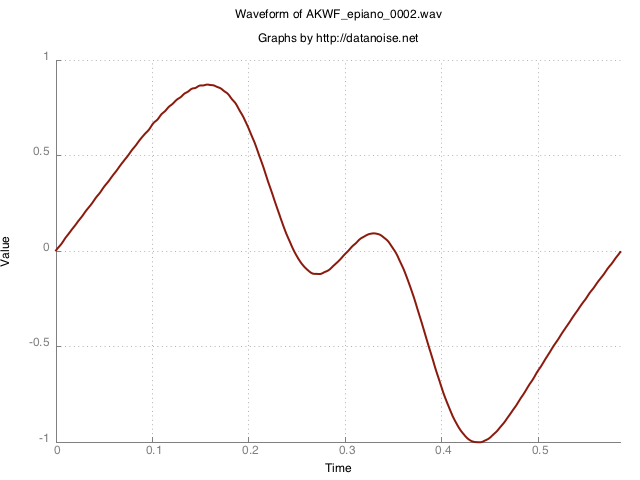 Waveform of AKWF_epiano_0002.wav
Graphs by http://datanoise.net
1
0.5
0
-0.5
-1
Value
0 0.1 0.2 0.3 0.4 0.5
Time